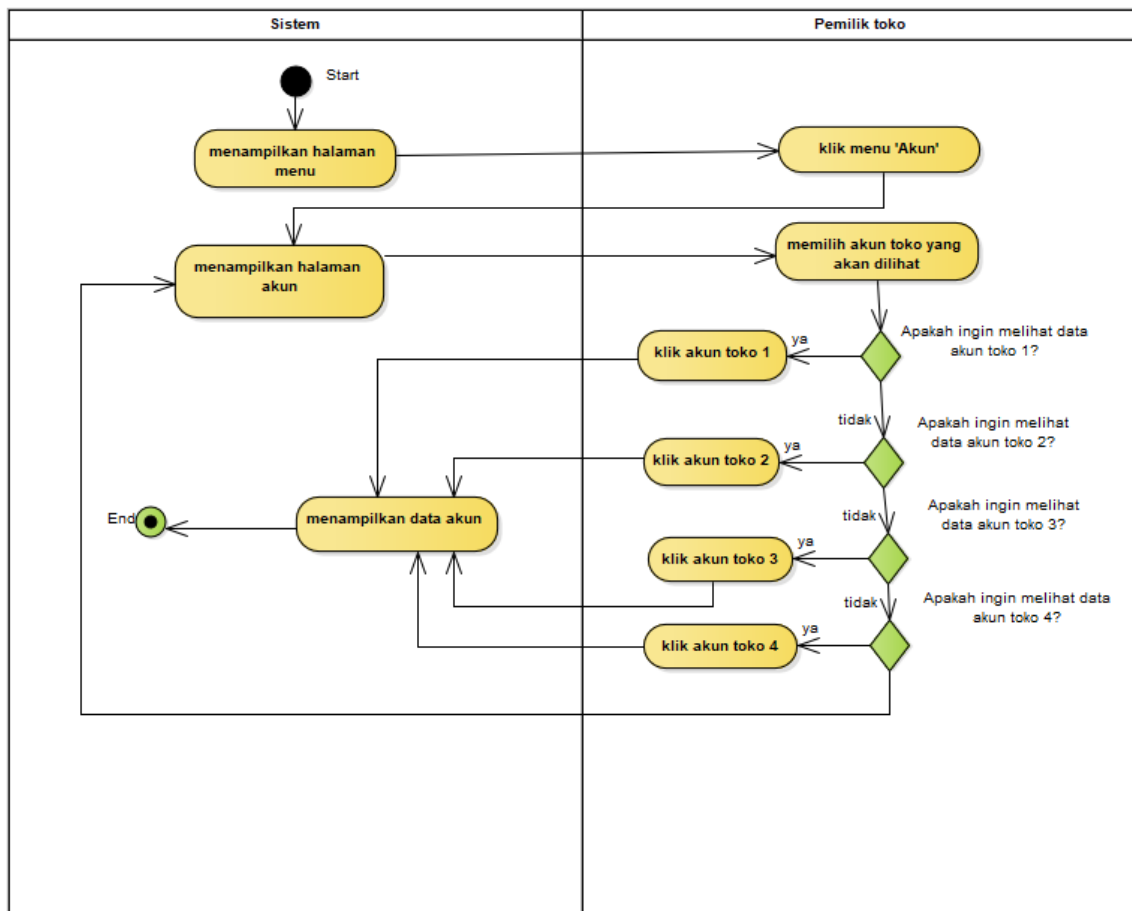 Sistem
Pemilik toko
Start
menampilkan halaman
menu
klik menu 'Akun'
menampilkan halaman
akun
memilih akun toko yang
akan dilihat
Apakah ingin melihat data
akun toko 1?
ya
klik akun toko 1
tidak
Apakah ingin melihat
data akun toko 2?
ya
klik akun toko 2
End
menampilkan data akun
tidak
Apakah ingin melihat
data akun toko 3?
ya
klik akun toko 3
tidak
Apakah ingin melihat data
akun toko 4?
ya
klik akun toko 4